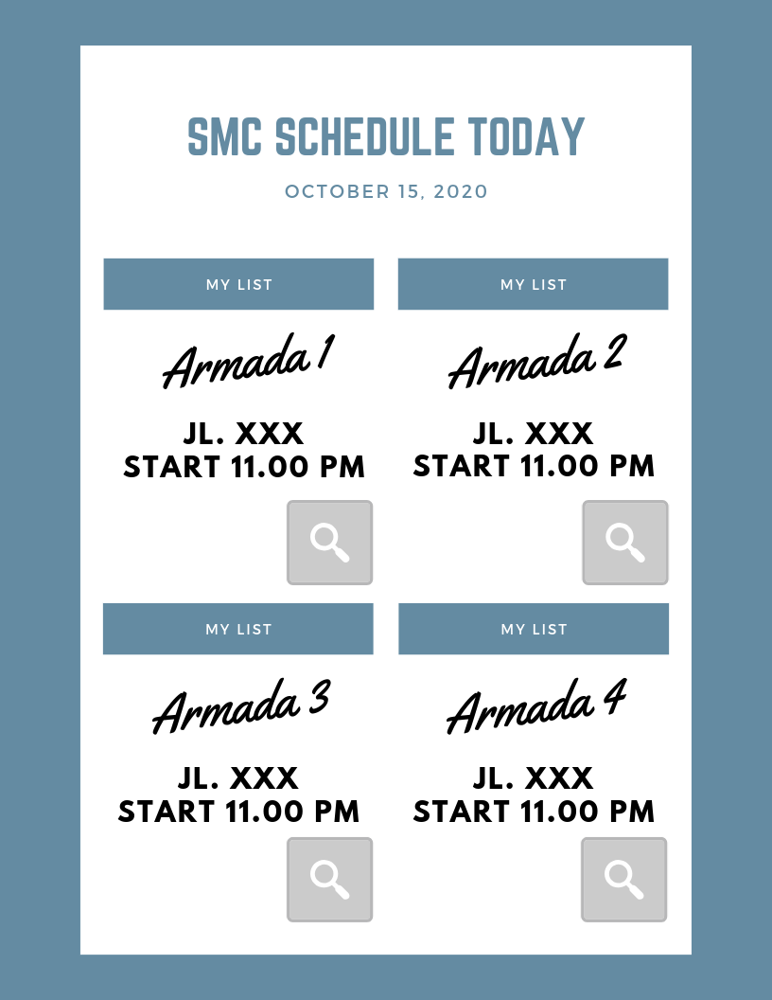 SMC SCHEDULE TODAY
OCTOBER 15, 2020
MY LIST
Armada 1
JL. XXX
START 11.00 PM
MY LIST
Armada 2
JL. XXX
START 11.00 PM
MY LIST
Armada 3
JL. XXX
START 11.00 PM
MY LIST
Armada 4
JL. XXX
START 11.00 PM